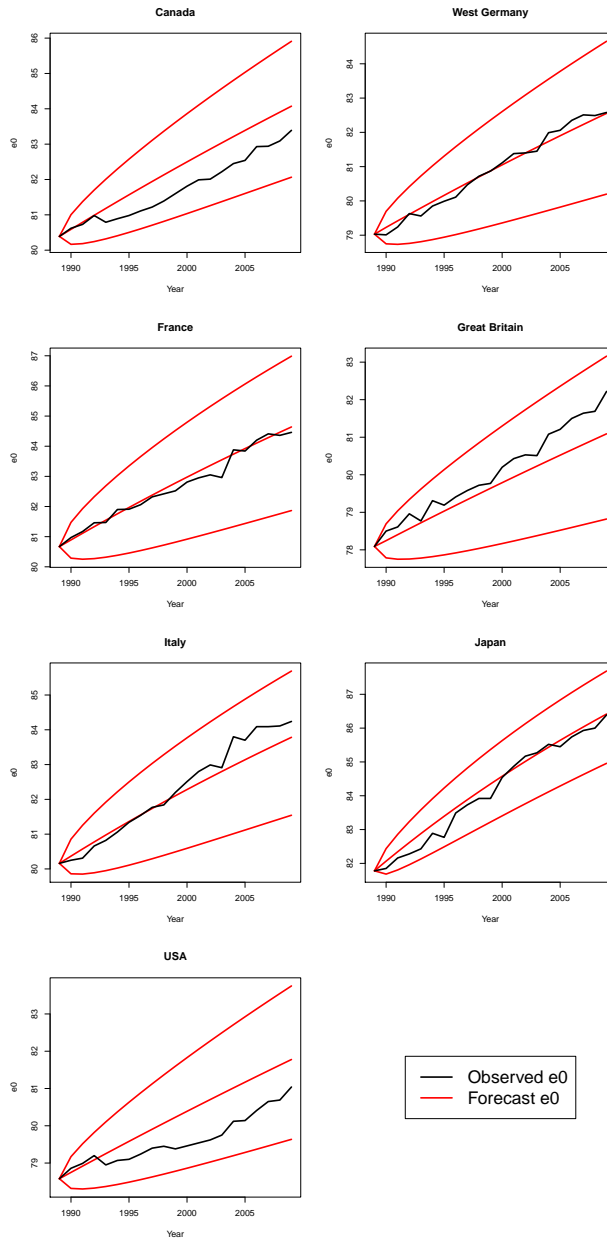 Canada
West Germany
e0
80 81 82 83 84 85 86
1990 1995 2000 2005
Year
e0
79 80 81 82 83 84
1990 1995 2000 2005
Year
France
Great Britain
e0
80 81 82 83 84 85 86 87
1990 1995 2000 2005
Year
e0
78 79 80 81 82 83
1990 1995 2000 2005
Year
Italy
Japan
e0
80 81 82 83 84 85
1990 1995 2000 2005
Year
e0
82 83 84 85 86 87
1990 1995 2000 2005
Year
USA
e0
79 80 81 82 83
1990 1995 2000 2005
Year
Observed e0
Forecast e0